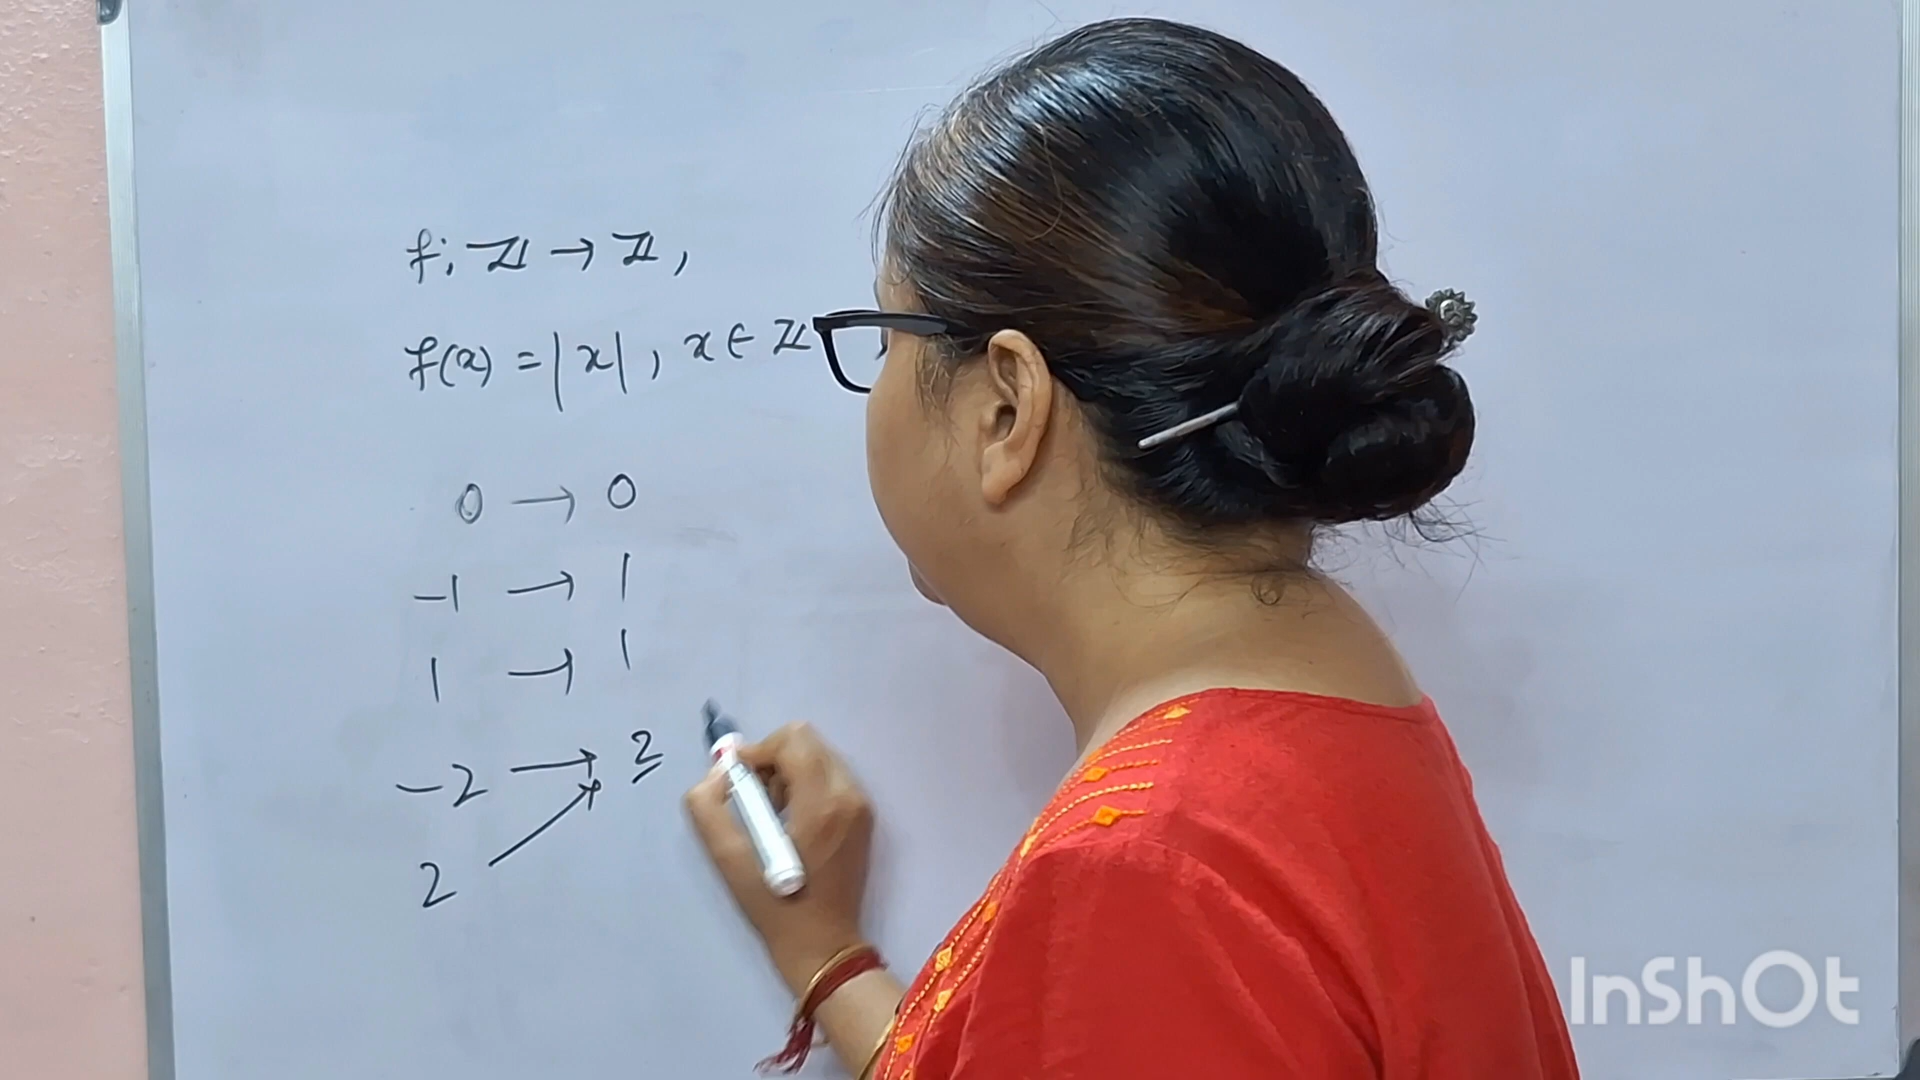 f: ℤ → ℤ,
f(x) = |x|, x ∈ ℤ
0 → 0
-1 → 1
1 → 1
-2 → 2
2
InShOt